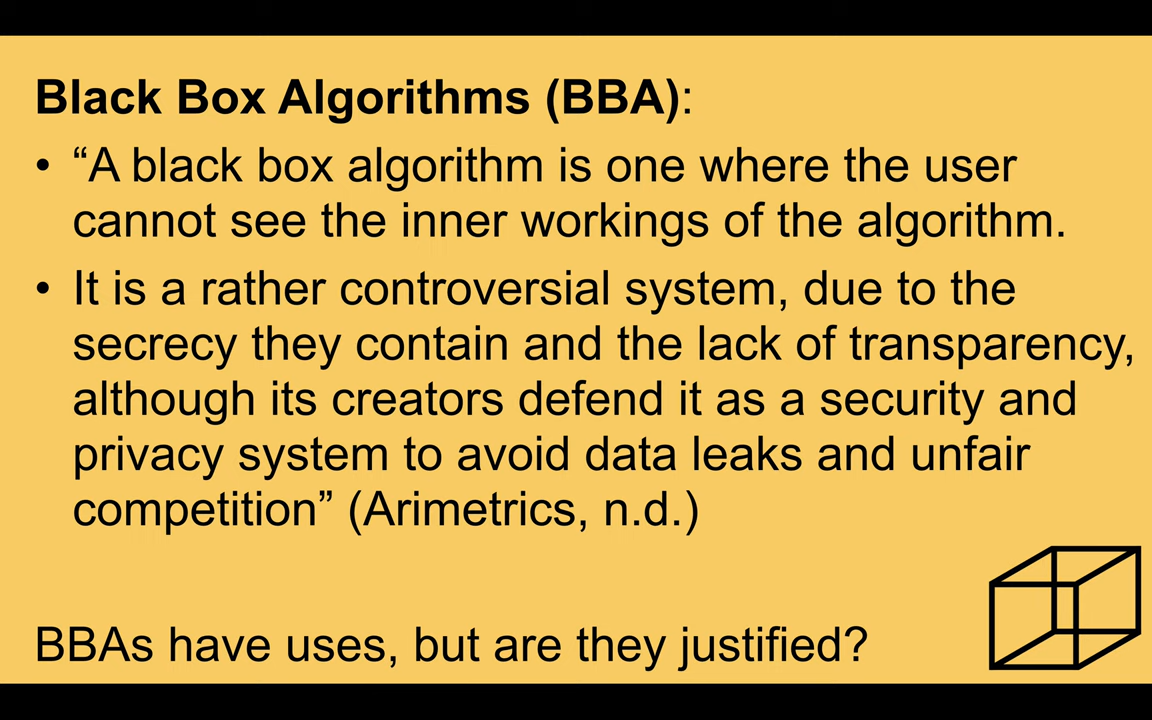 Black Box Algorithms (BBA):
• “A black box algorithm is one where the user
cannot see the inner workings of the algorithm.
• It is a rather controversial system, due to the
secrecy they contain and the lack of transparency,
although its creators defend it as a security and
privacy system to avoid data leaks and unfair
competition” (Arimetrics, n.d.)
BBAs have uses, but are they justified?